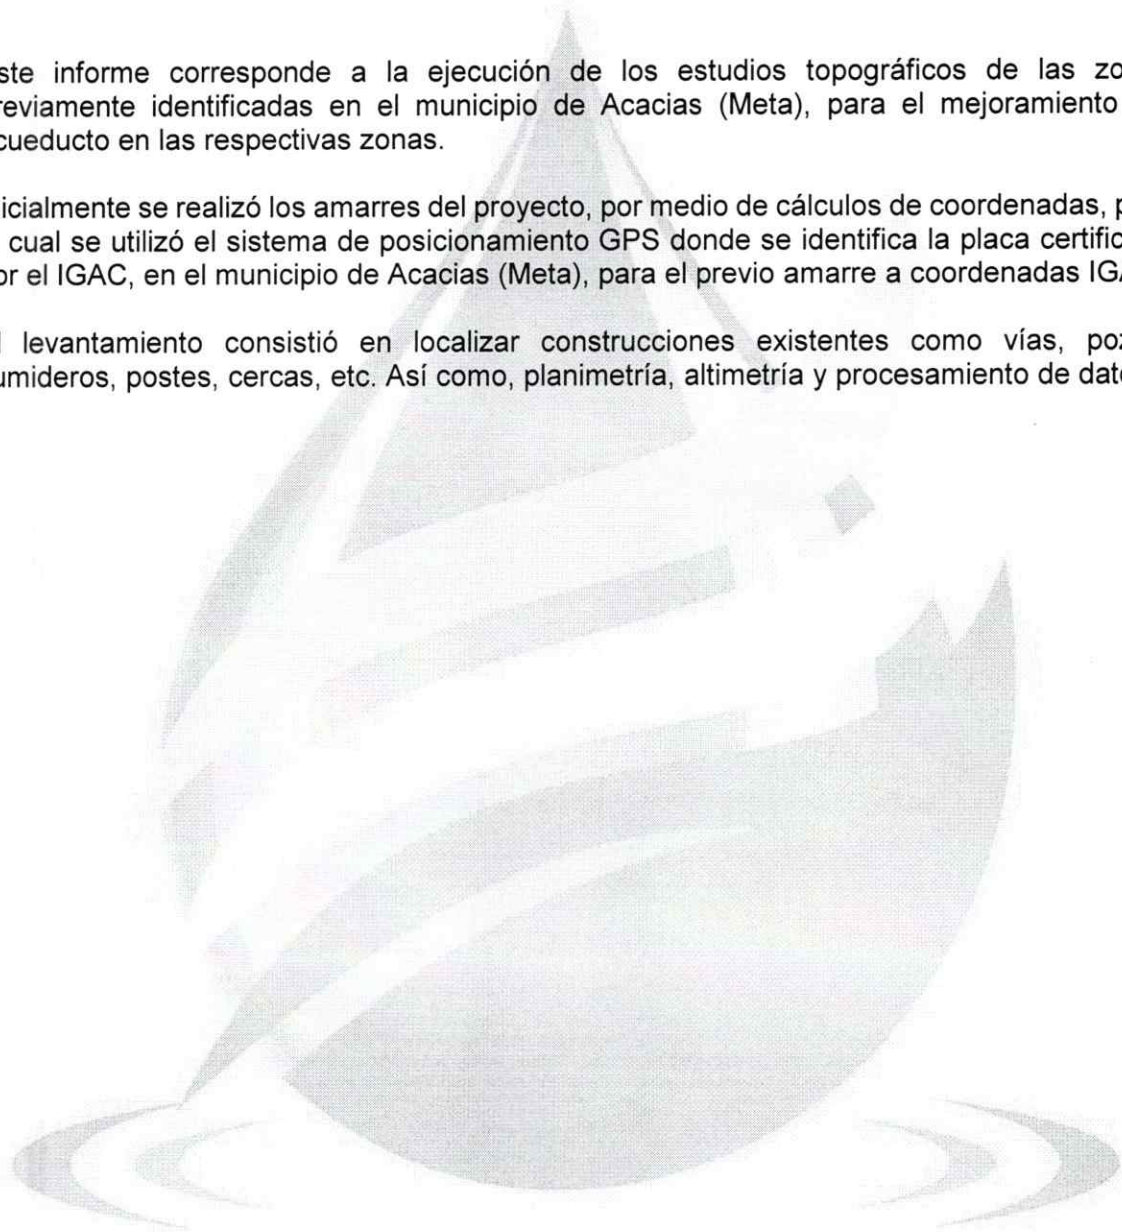 ste informe corresponde a la ejecución de los estudios topográficos de las zo
reviamente identificadas en el municipio de Acacias (Meta), para el mejoramiento
cueducto en las respectivas zonas.
icialmente se realizó los amarres del proyecto, por medio de cálculos de coordenadas, p
cual se utilizó el sistema de posicionamiento GPS donde se identifica la placa certific
or el IGAC, en el municipio de Acacias (Meta), para el previo amarre a coordenadas IGA
l levantamiento consistió en localizar construcciones existentes como vías, poz
umideros, postes, cercas, etc. Así como, planimetría, altimetría y procesamiento de dato